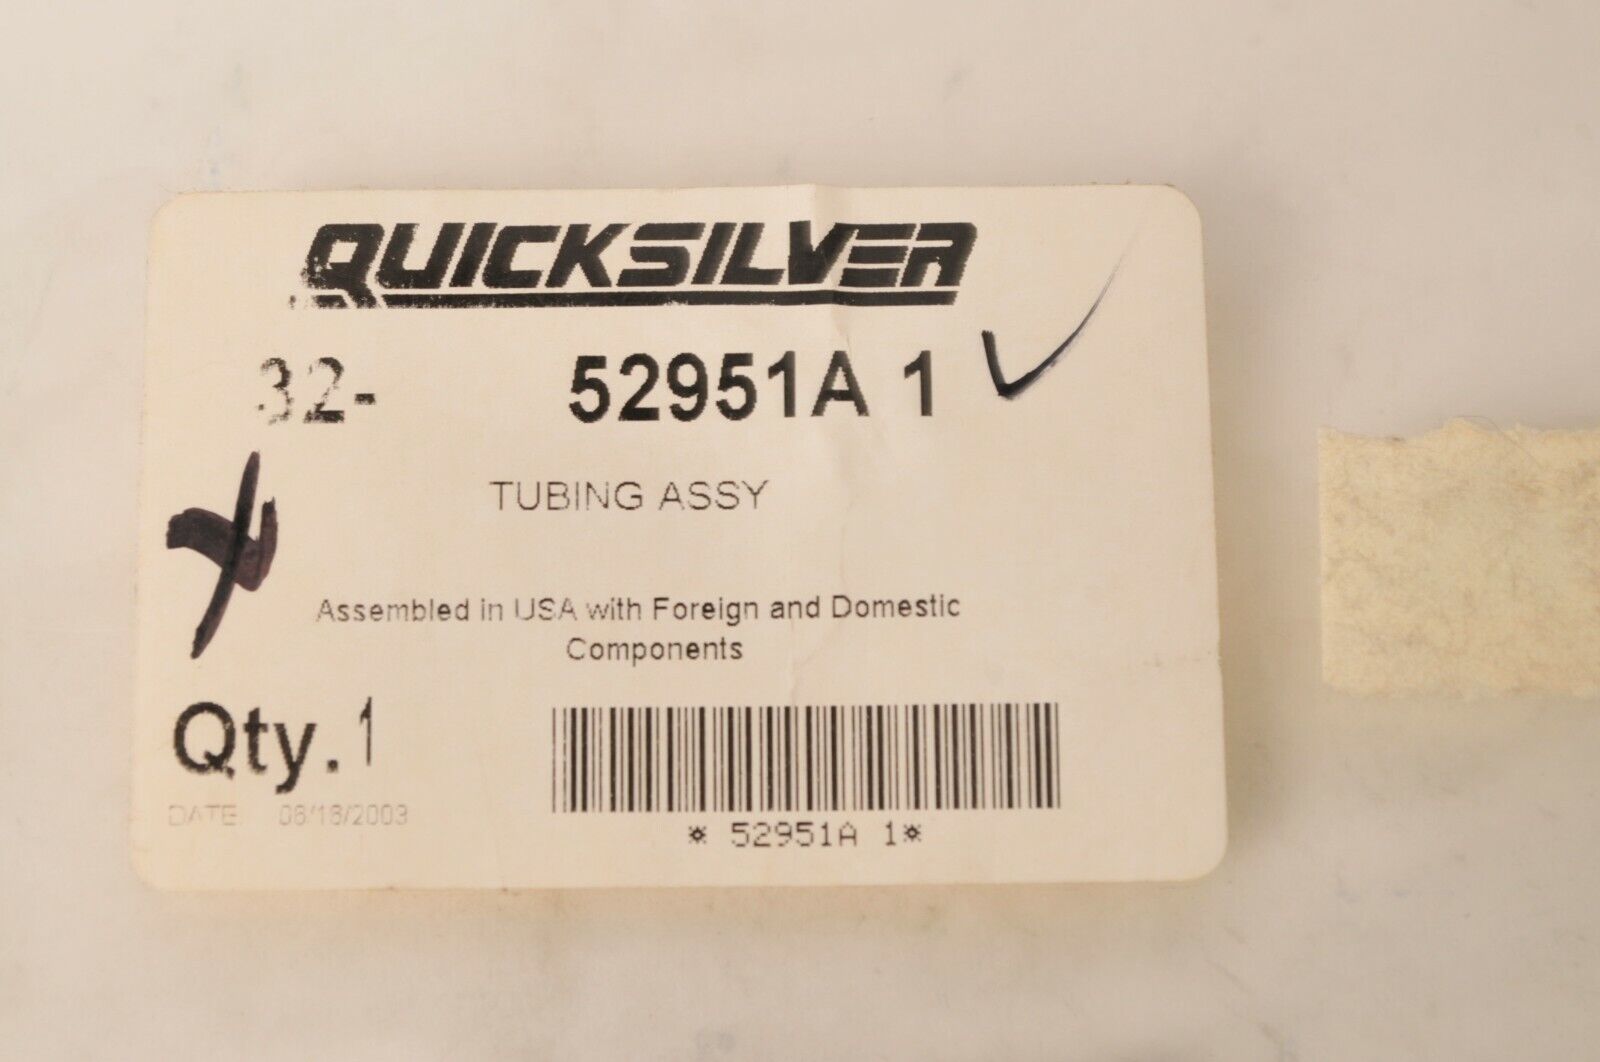 QUICKSILVER
32- 52951A 1
TUBING ASSY
Assembled in USA with Foreign and Domestic
Components
Qty. 1
DATE: 08/18/2003
* 52951A 1*